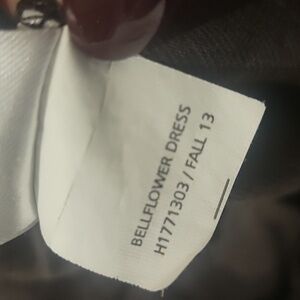 BELLFLOWER DRESS
H1771303 / FALL 13